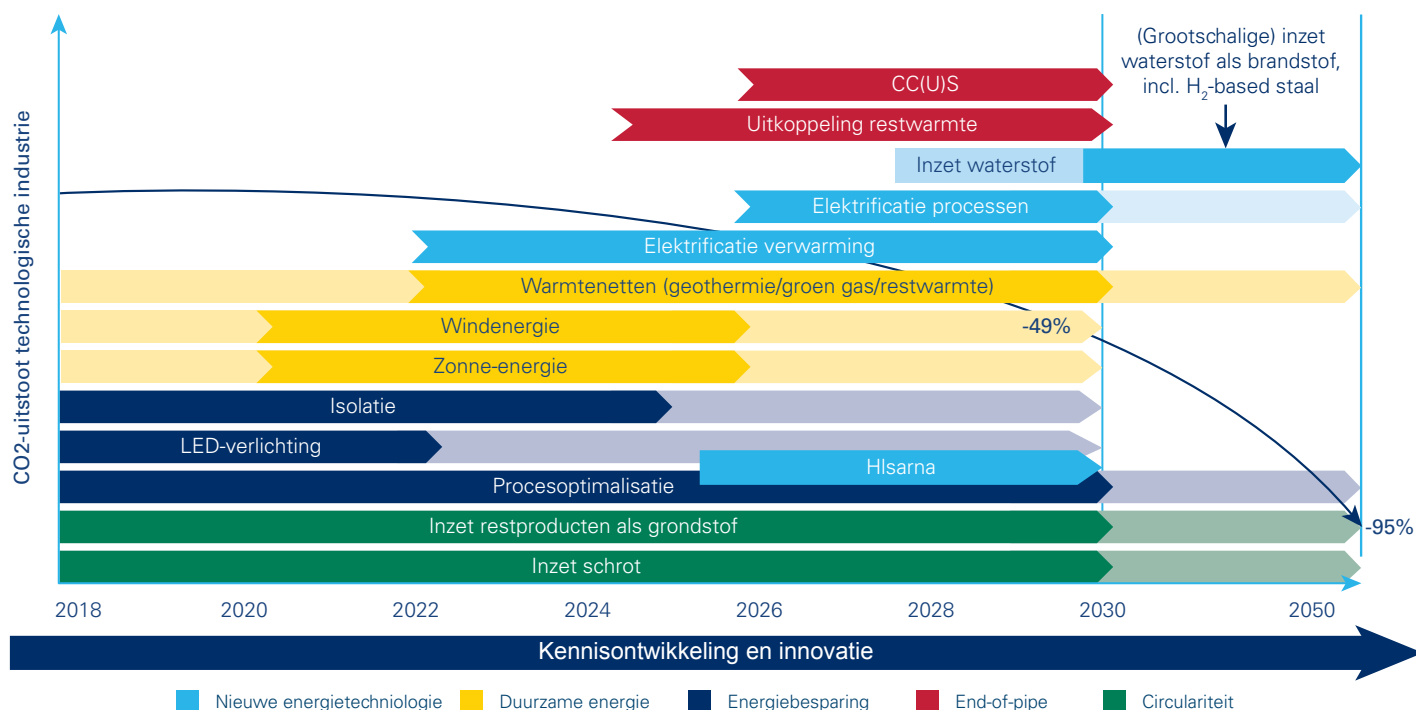 (Grootschalige) inzet
waterstof als brandstof,
incl. H₂-based staal
CO2-uitstoot technologische industrie
CC(U)S
Uitkoppeling restwarmte
Inzet waterstof
Elektrificatie processen
Elektrificatie verwarming
Warmtenetten (geothermie/groen gas/restwarmte)
Windenergie
-49%
Zonne-energie
Isolatie
LED-verlichting
HIsarna
Procesoptimalisatie
Inzet restproducten als grondstof
-95%
Inzet schrot
2018 2020 2022 2024 2026 2028 2030 2050
Kennisontwikkeling en innovatie
Nieuwe energietechniologie Duurzame energie Energiebesparing End-of-pipe Circulariteit